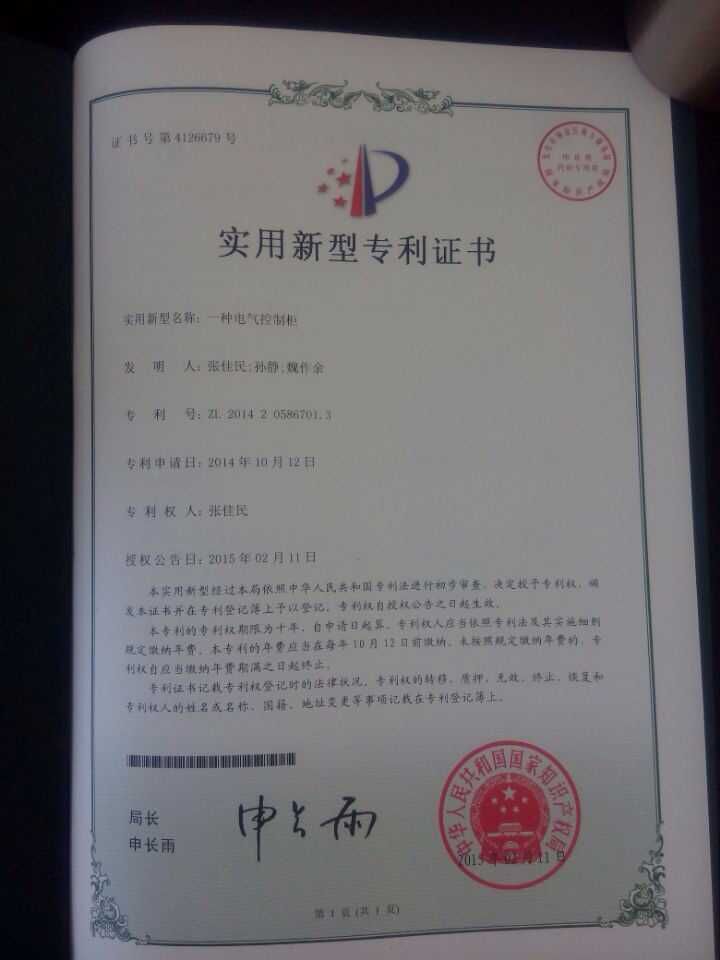 证书号第4126679号
实用新型专利证书
实用新型名称：一种电气控制柜
发 明 人：张佳民;孙静;魏作余
专 利 号：ZL 2014 2 0586701.3
专利申请日：2014年10月12日
专 利 权 人：张佳民
授权公告日：2015年02月11日
本实用新型经过本局依照中华人民共和国专利法进行初步审查，决定授予专利权，颁
发本证书并在专利登记簿上予以登记。专利权自授权公告之日起生效。
本专利的专利权期限为十年，自申请日起算。专利权人应当依照专利法及其实施细则
规定缴纳年费。本专利的年费应当在每年10月12日前缴纳。未按照规定缴纳年费的，专
利权自应当缴纳年费期满之日起终止。
专利证书记载专利权登记时的法律状况。专利权的转移、质押、无效、终止、恢复和
专利权人的姓名或名称、国籍、地址变更等事项记载在专利登记簿上。
局长
申长雨
申长雨
中华人民共和国国家知识产权局
2015年02月11日
第 1 页 (共 1 页)